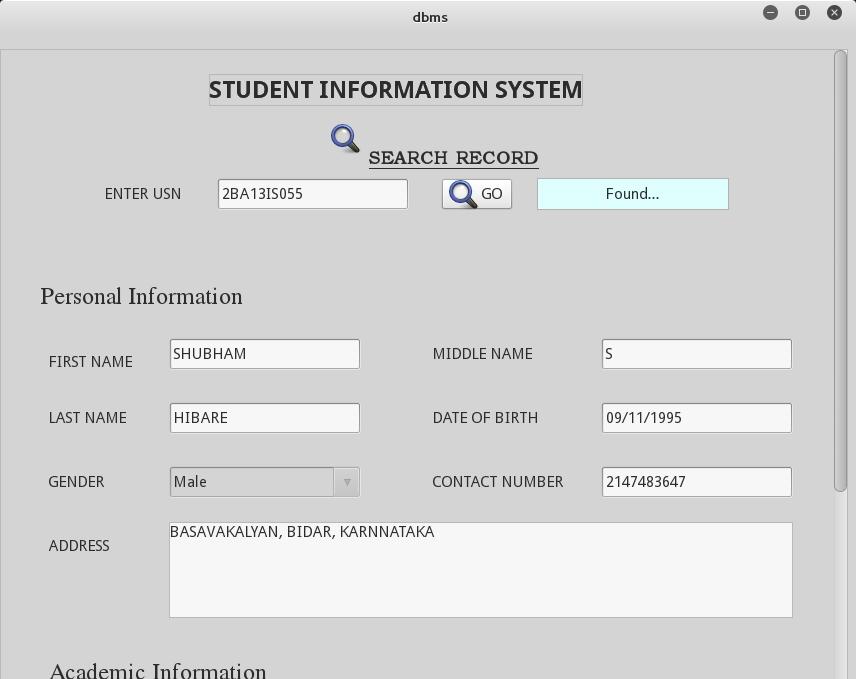 dbms
STUDENT INFORMATION SYSTEM
SEARCH RECORD
ENTER USN 2BA13IS055 GO Found...
Personal Information
FIRST NAME SHUBHAM MIDDLE NAME S
LAST NAME HIBARE DATE OF BIRTH 09/11/1995
GENDER Male CONTACT NUMBER 2147483647
ADDRESS BASAVAKALYAN, BIDAR, KARNNATAKA
Academic Information